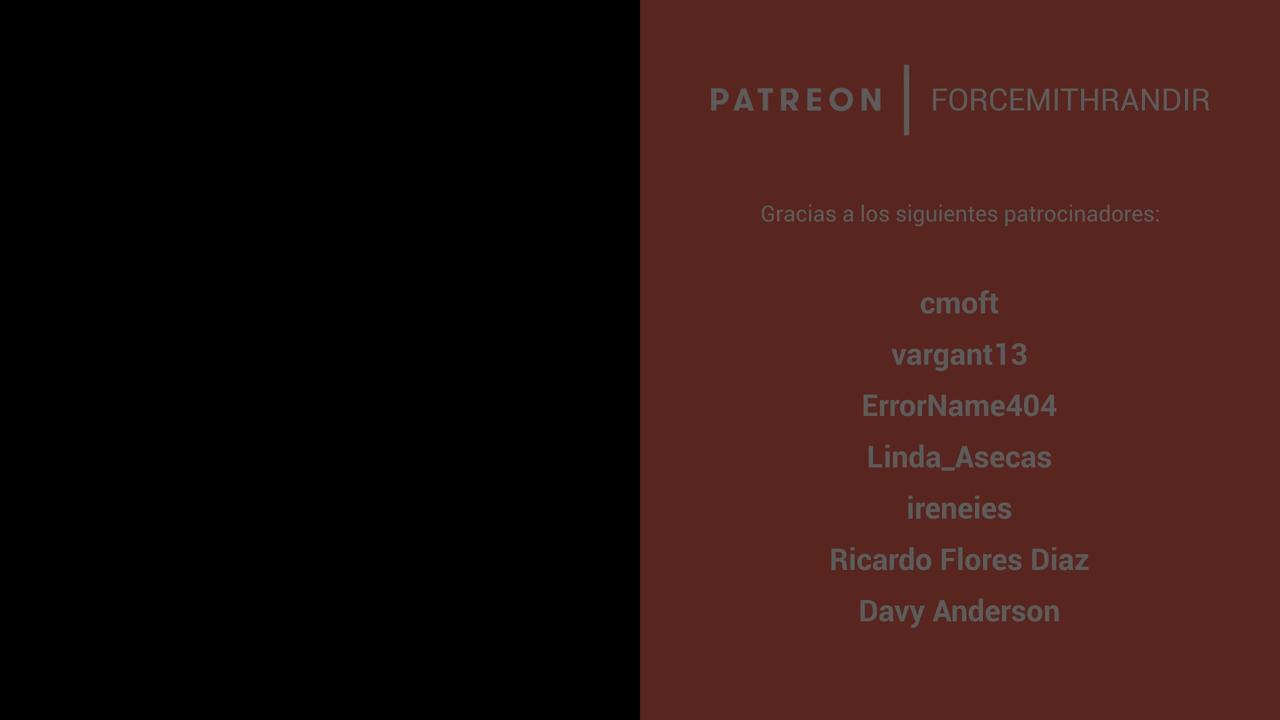 PATREON | FORCEMITHRANDIR
Gracias a los siguientes patrocinadores:
cmoft
vargant13
ErrorName404
Linda_Asecas
ireneies
Ricardo Flores Diaz
Davy Anderson